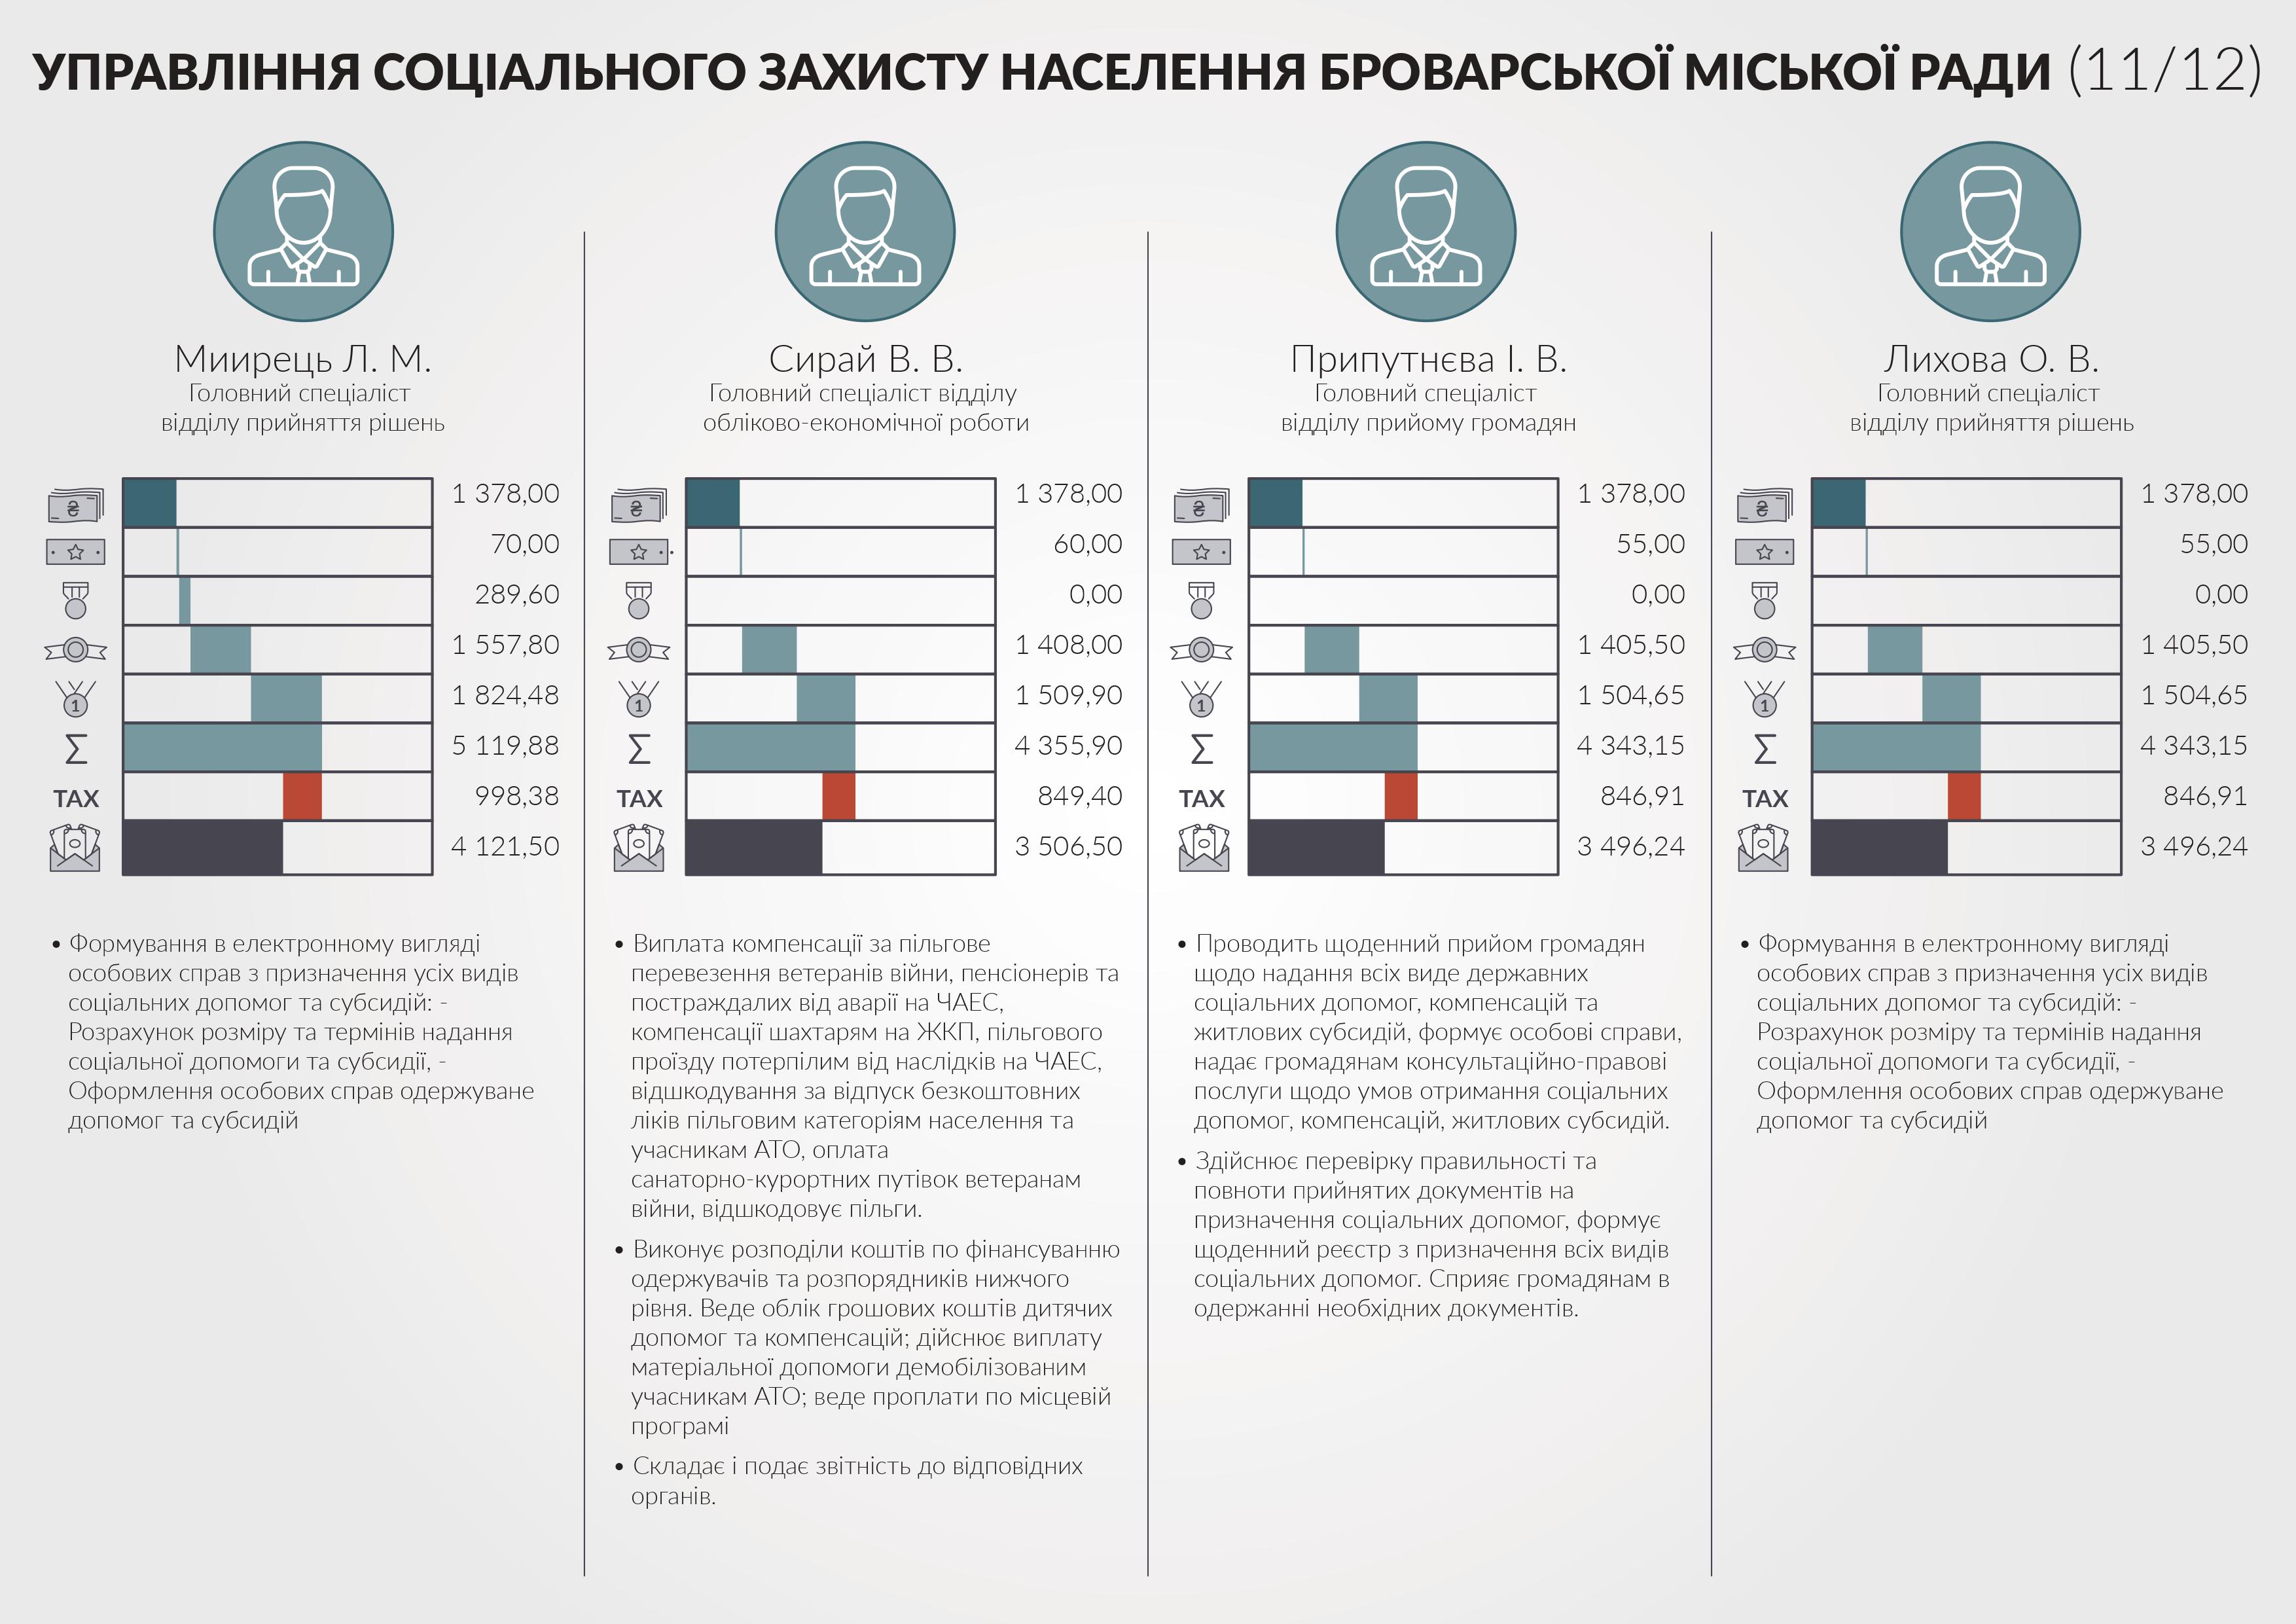 УПРАВЛІННЯ СОЦІАЛЬНОГО ЗАХИСТУ НАСЕЛЕННЯ БРОВАРСЬКОЇ МІСЬКОЇ РАДИ (11/12)
Миирець Л. М.
Головний спеціаліст
відділу прийняття рішень
₴ 1 378,00
70,00
289,60
1 557,80
1 1 824,48
Σ 5 119,88
TAX 998,38
4 121,50
• Формування в електронному вигляді
особових справ з призначення усіх видів
соціальних допомог та субсидій: -
Розрахунок розміру та термінів надання
соціальної допомоги та субсидії, -
Оформлення особових справ одержуване
допомог та субсидій
Сирай В. В.
Головний спеціаліст відділу
обліково-економічної роботи
₴ 1 378,00
60,00
0,00
1 408,00
1 1 509,90
Σ 4 355,90
TAX 849,40
3 506,50
• Виплата компенсації за пільгове
перевезення ветеранів війни, пенсіонерів та
постраждалих від аварії на ЧАЕС,
компенсації шахтарям на ЖКП, пільгового
проїзду потерпілим від наслідків на ЧАЕС,
відшкодування за відпуск безкоштовних
ліків пільговим категоріям населення та
учасникам АТО, оплата
санаторно-курортних путівок ветеранам
війни, відшкодовує пільги.
• Виконує розподіли коштів по фінансуванню
одержувачів та розпорядників нижчого
рівня. Веде облік грошових коштів дитячих
допомог та компенсацій; дійснює виплату
матеріальної допомоги демобілізованим
учасникам АТО; веде проплати по місцевій
програмі
• Складає і подає звітність до відповідних
органів.
Припутнєва І. В.
Головний спеціаліст
відділу прийому громадян
₴ 1 378,00
55,00
0,00
1 405,50
1 1 504,65
Σ 4 343,15
TAX 846,91
3 496,24
• Проводить щоденний прийом громадян
щодо надання всіх виде державних
соціальних допомог, компенсацій та
житлових субсидій, формує особові справи,
надає громадянам консультаційно-правові
послуги щодо умов отримання соціальних
допомог, компенсацій, житлових субсидій.
• Здійснює перевірку правильності та
повноти прийнятих документів на
призначення соціальних допомог, формує
щоденний реєстр з призначення всіх видів
соціальних допомог. Сприяє громадянам в
одержанні необхідних документів.
Лихова О. В.
Головний спеціаліст
відділу прийняття рішень
₴ 1 378,00
55,00
0,00
1 405,50
1 1 504,65
Σ 4 343,15
TAX 846,91
3 496,24
• Формування в електронному вигляді
особових справ з призначення усіх видів
соціальних допомог та субсидій: -
Розрахунок розміру та термінів надання
соціальної допомоги та субсидії, -
Оформлення особових справ одержуване
допомог та субсидій